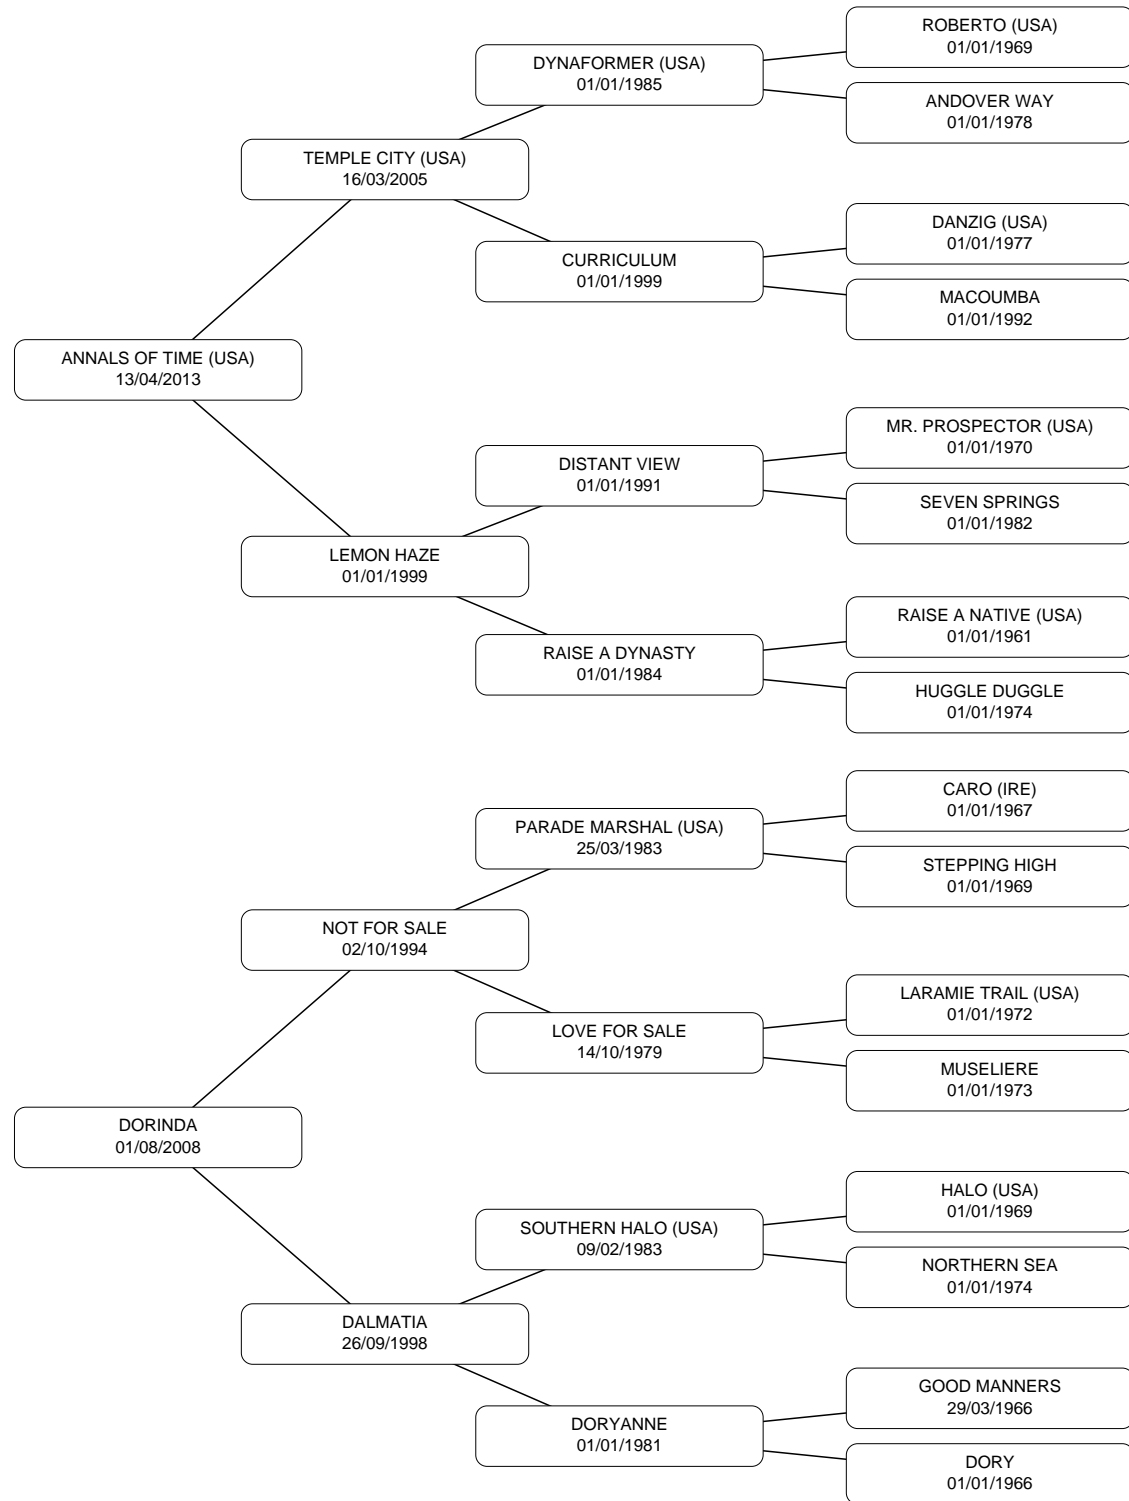 ROBERTO (USA)
01/01/1969
DYNAFORMER (USA)
01/01/1985
ANDOVER WAY
01/01/1978
TEMPLE CITY (USA)
16/03/2005
DANZIG (USA)
01/01/1977
CURRICULUM
01/01/1999
MACOUMBA
01/01/1992
ANNALS OF TIME (USA)
13/04/2013
MR. PROSPECTOR (USA)
01/01/1970
DISTANT VIEW
01/01/1991
SEVEN SPRINGS
01/01/1982
LEMON HAZE
01/01/1999
RAISE A NATIVE (USA)
01/01/1961
RAISE A DYNASTY
01/01/1984
HUGGLE DUGGLE
01/01/1974
CARO (IRE)
01/01/1967
PARADE MARSHAL (USA)
25/03/1983
STEPPING HIGH
01/01/1969
NOT FOR SALE
02/10/1994
LARAMIE TRAIL (USA)
01/01/1972
LOVE FOR SALE
14/10/1979
MUSELIERE
01/01/1973
DORINDA
01/08/2008
HALO (USA)
01/01/1969
SOUTHERN HALO (USA)
09/02/1983
NORTHERN SEA
01/01/1974
DALMATIA
26/09/1998
GOOD MANNERS
29/03/1966
DORYANNE
01/01/1981
DORY
01/01/1966